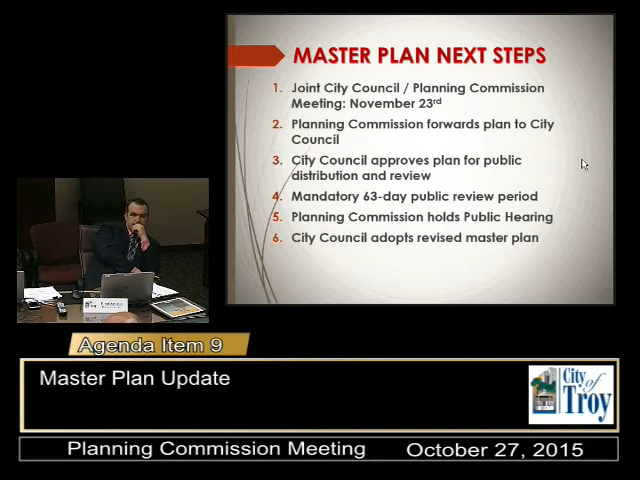 MASTER PLAN NEXT STEPS
1. Joint City Council / Planning Commission
Meeting: November 23rd
2. Planning Commission forwards plan to City
Council
3. City Council approves plan for public
distribution and review
4. Mandatory 63-day public review period
5. Planning Commission holds Public Hearing
6. City Council adopts revised master plan
Agenda Item 9
Master Plan Update
City
of
Troy
Planning Commission Meeting October 27, 2015